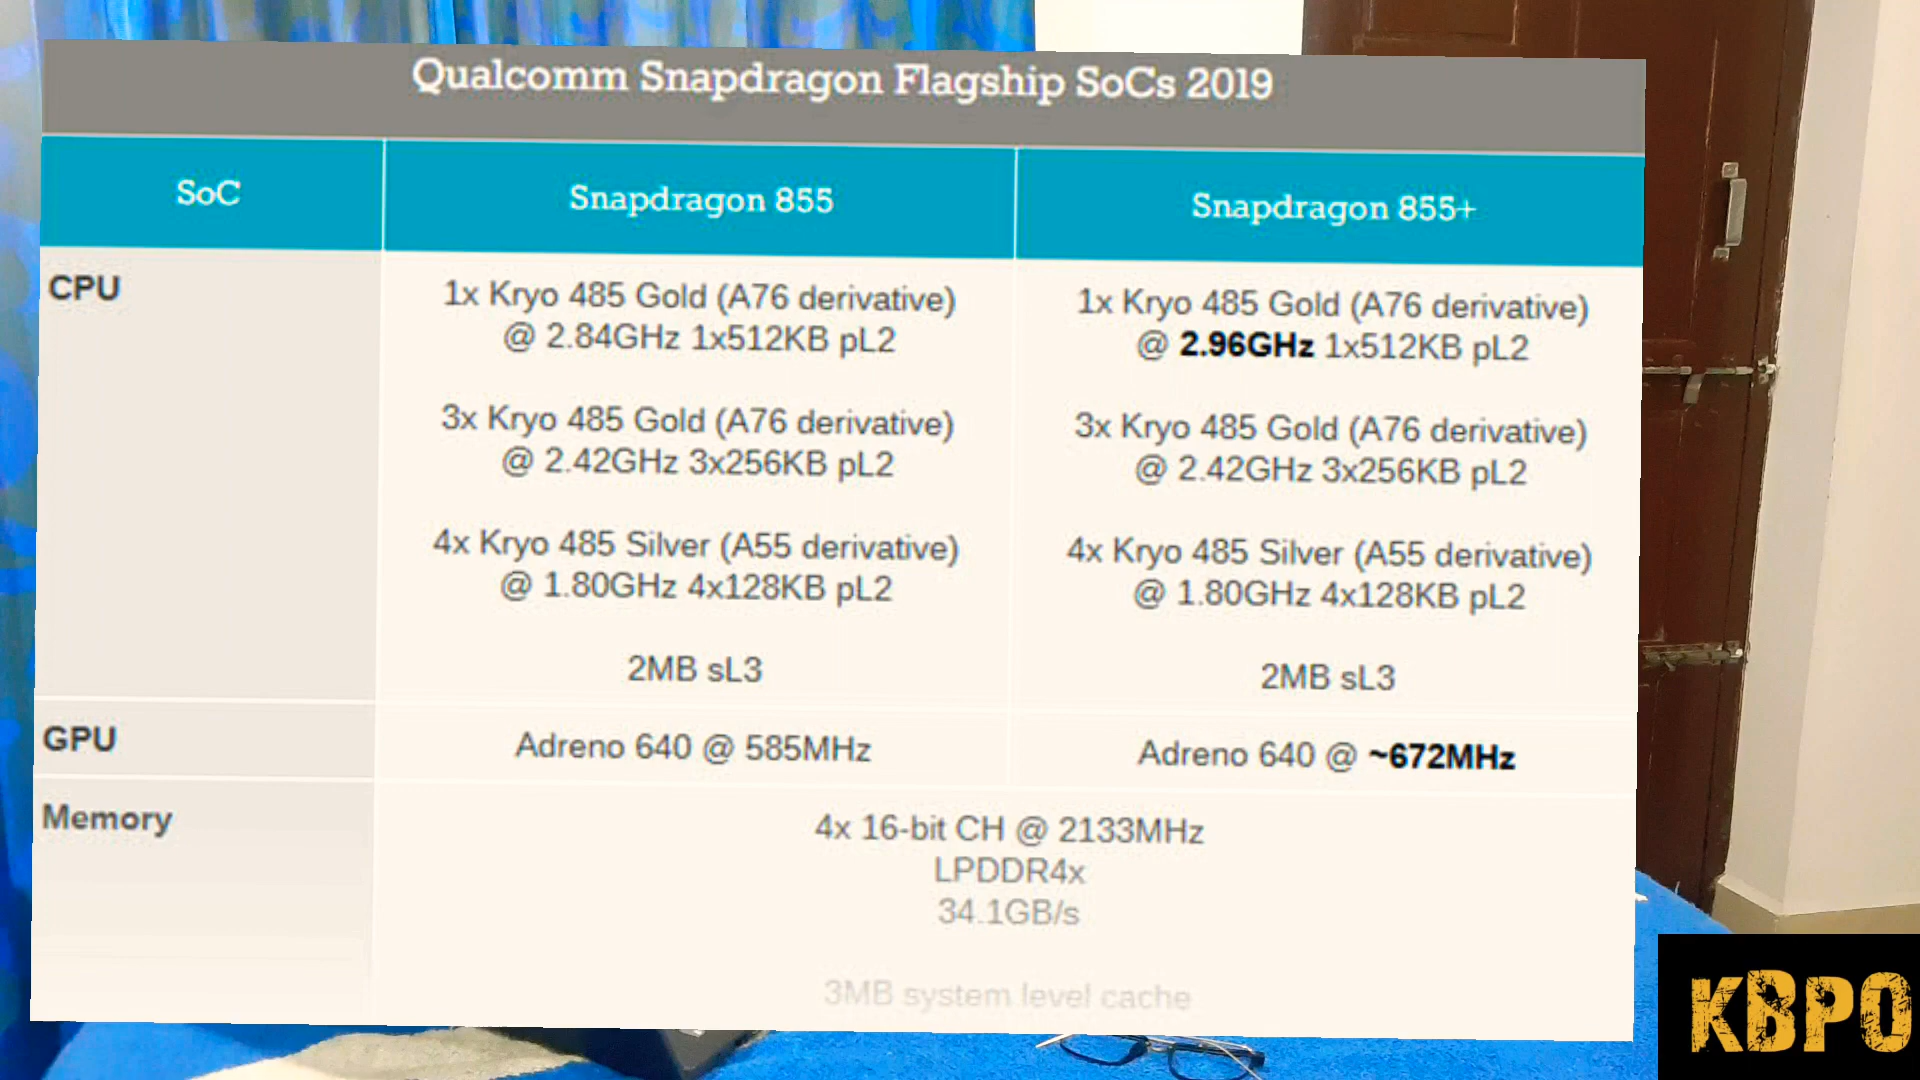 Qualcomm Snapdragon Flagship SoCs 2019
SoC
Snapdragon 855
Snapdragon 855+
CPU
1x Kryo 485 Gold (A76 derivative)
@ 2.84GHz 1x512KB pL2
3x Kryo 485 Gold (A76 derivative)
@ 2.42GHz 3x256KB pL2
4x Kryo 485 Silver (A55 derivative)
@ 1.80GHz 4x128KB pL2
2MB sL3
1x Kryo 485 Gold (A76 derivative)
@ 2.96GHz 1x512KB pL2
3x Kryo 485 Gold (A76 derivative)
@ 2.42GHz 3x256KB pL2
4x Kryo 485 Silver (A55 derivative)
@ 1.80GHz 4x128KB pL2
2MB sL3
GPU
Adreno 640 @ 585MHz
Adreno 640 @ ~672MHz
Memory
4x 16-bit CH @ 2133MHz
LPDDR4x
34.1GB/s
3MB system level cache
KBPO